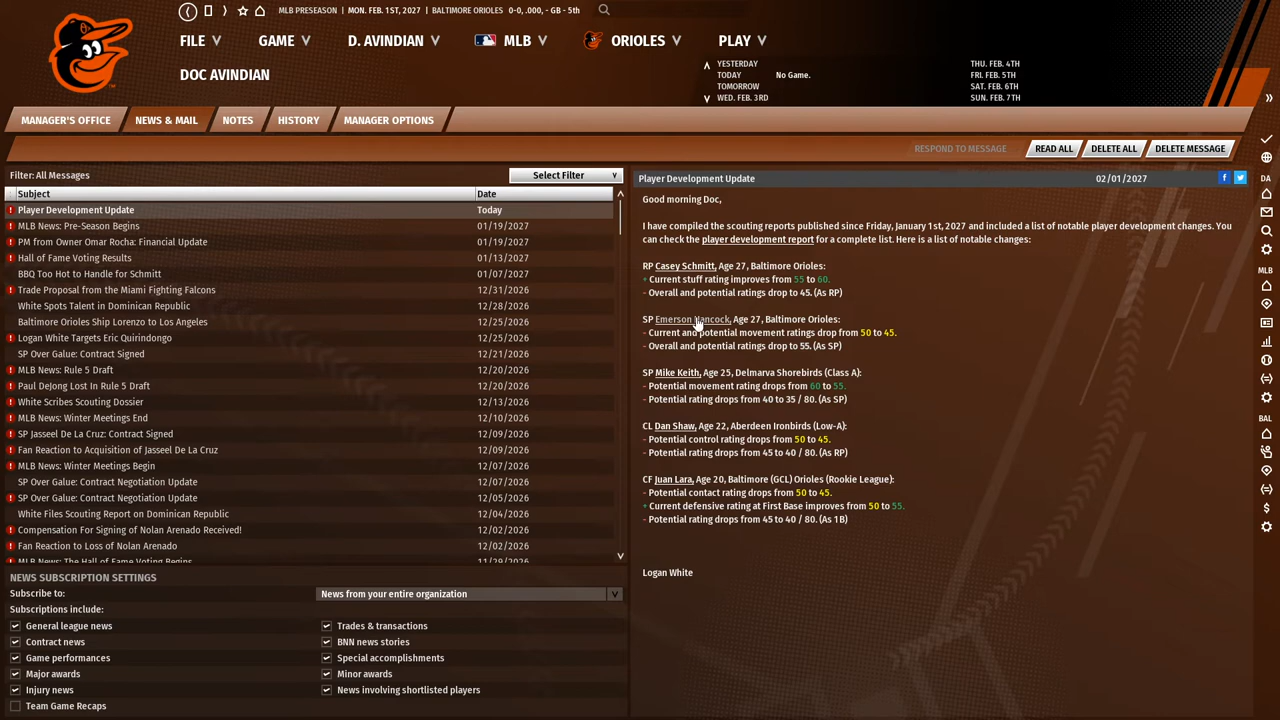 MLB PRESEASON | MON. FEB. 1ST, 2027 | BALTIMORE ORIOLES 0-0, .000, - GB - 5th
FILE GAME D. AVINDIAN MLB ORIOLES PLAY
DOC AVINDIAN
YESTERDAY
TODAY No Game.
TOMORROW
WED. FEB. 3RD
THU. FEB. 4TH
FRI. FEB. 5TH
SAT. FEB. 6TH
SUN. FEB. 7TH
MANAGER'S OFFICE NEWS & MAIL NOTES HISTORY MANAGER OPTIONS
RESPOND TO MESSAGE READ ALL DELETE ALL DELETE MESSAGE
Filter: All Messages Select Filter
Subject Date
Player Development Update Today
MLB News: Pre-Season Begins 01/19/2027
PM from Owner Omar Rocha: Financial Update 01/19/2027
Hall of Fame Voting Results 01/13/2027
BBQ Too Hot to Handle for Schmitt 01/07/2027
Trade Proposal from the Miami Fighting Falcons 12/31/2026
White Spots Talent in Dominican Republic 12/28/2026
Baltimore Orioles Ship Lorenzo to Los Angeles 12/25/2026
Logan White Targets Eric Quirindongo 12/25/2026
SP Over Galue: Contract Signed 12/21/2026
MLB News: Rule 5 Draft 12/20/2026
Paul DeJong Lost In Rule 5 Draft 12/20/2026
White Scribes Scouting Dossier 12/13/2026
MLB News: Winter Meetings End 12/10/2026
SP Jasseel De La Cruz: Contract Signed 12/09/2026
Fan Reaction to Acquisition of Jasseel De La Cruz 12/09/2026
MLB News: Winter Meetings Begin 12/07/2026
SP Over Galue: Contract Negotiation Update 12/07/2026
SP Over Galue: Contract Negotiation Update 12/05/2026
White Files Scouting Report on Dominican Republic 12/04/2026
Compensation For Signing of Nolan Arenado Received! 12/02/2026
Fan Reaction to Loss of Nolan Arenado 12/02/2026
MLB News: The Hall of Fame Voting Begins 11/29/2026
NEWS SUBSCRIPTION SETTINGS
Subscribe to: News from your entire organization
Subscriptions include:
General league news Trades & transactions
Contract news BNN news stories
Game performances Special accomplishments
Major awards Minor awards
Injury news News involving shortlisted players
Team Game Recaps
Player Development Update 02/01/2027
Good morning Doc,
I have compiled the scouting reports published since Friday, January 1st, 2027 and included a list of notable player development changes. You
can check the player development report for a complete list. Here is a list of notable changes:
RP Casey Schmitt, Age 27, Baltimore Orioles:
+ Current stuff rating improves from 55 to 60.
- Overall and potential ratings drop to 45. (As RP)
SP Emerson Hancock, Age 27, Baltimore Orioles:
- Current and potential movement ratings drop from 50 to 45.
- Overall and potential ratings drop to 55. (As SP)
SP Mike Keith, Age 25, Delmarva Shorebirds (Class A):
- Potential movement rating drops from 60 to 55.
- Potential rating drops from 40 to 35 / 80. (As SP)
CL Dan Shaw, Age 22, Aberdeen Ironbirds (Low-A):
- Potential control rating drops from 50 to 45.
- Potential rating drops from 45 to 40 / 80. (As RP)
CF Juan Lara, Age 20, Baltimore (GCL) Orioles (Rookie League):
- Potential contact rating drops from 50 to 45.
+ Current defensive rating at First Base improves from 50 to 55.
- Potential rating drops from 45 to 40 / 80. (As 1B)
Logan White
DA
MLB
BAL